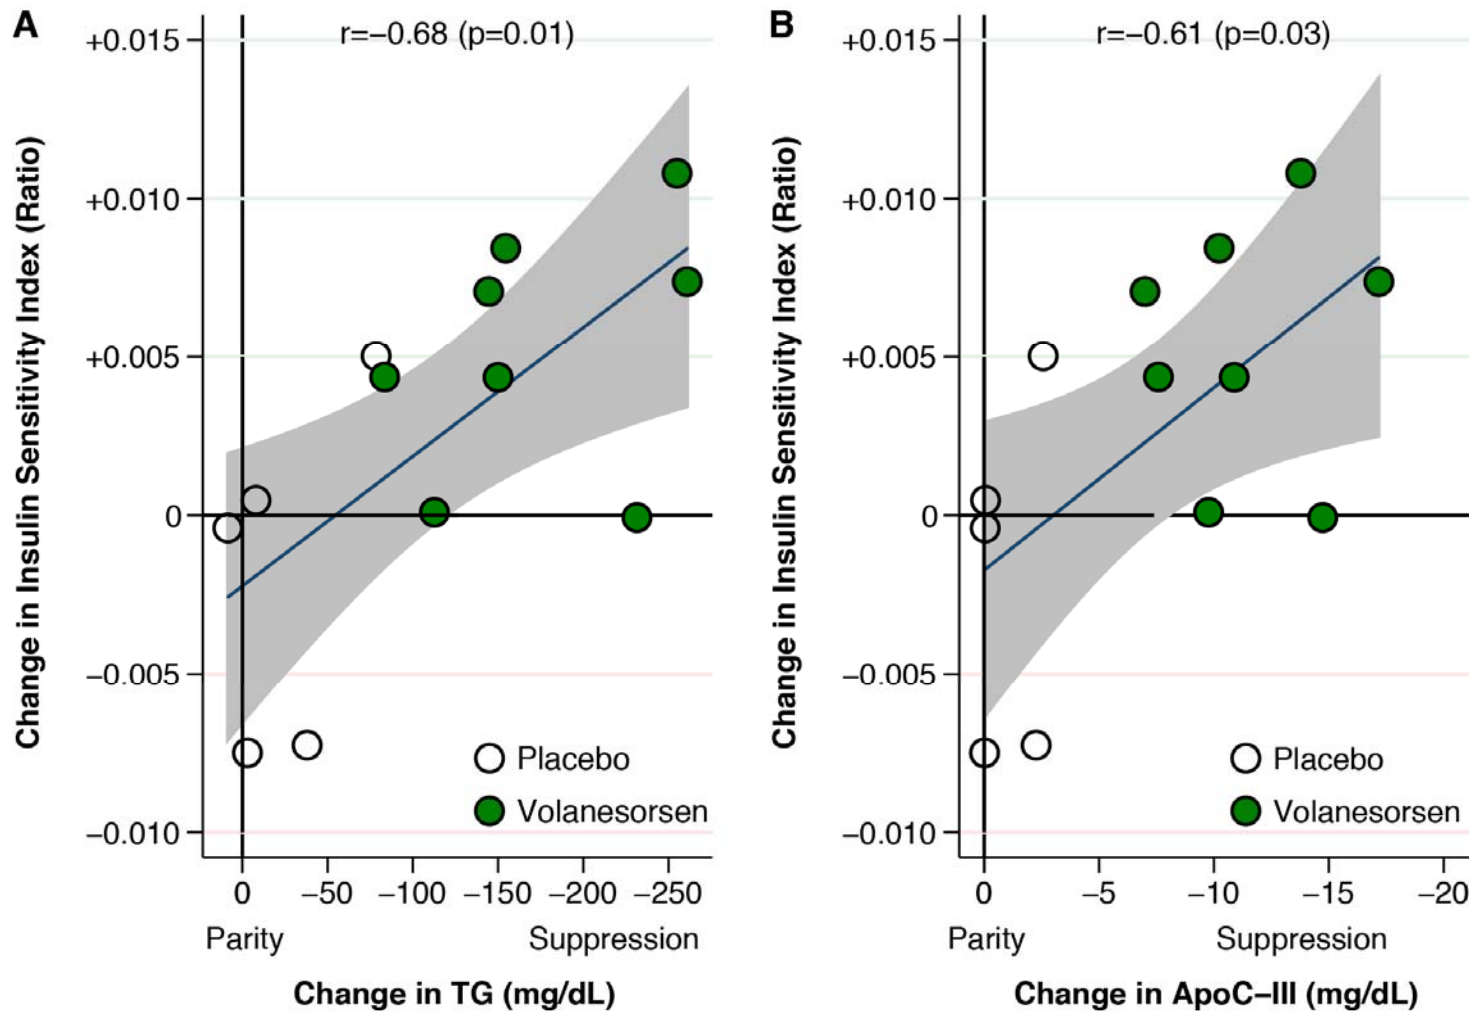 A
r=−0.68 (p=0.01)
Change in Insulin Sensitivity Index (Ratio)
+0.015
+0.010
+0.005
0
−0.005
−0.010
Placebo
Volanesorsen
0 −50 −100 −150 −200 −250
Parity Suppression
Change in TG (mg/dL)
B
r=−0.61 (p=0.03)
Change in Insulin Sensitivity Index (Ratio)
+0.015
+0.010
+0.005
0
−0.005
−0.010
Placebo
Volanesorsen
0 −5 −10 −15 −20
Parity Suppression
Change in ApoC−III (mg/dL)